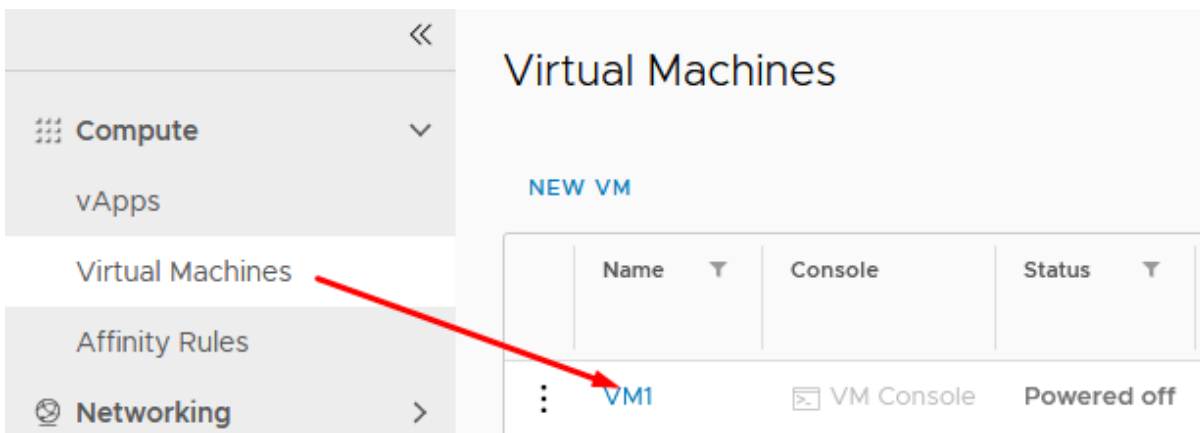 Virtual Machines
Compute
vApps
Virtual Machines
Affinity Rules
Networking
NEW VM
Name Console Status
VM1 VM Console Powered off